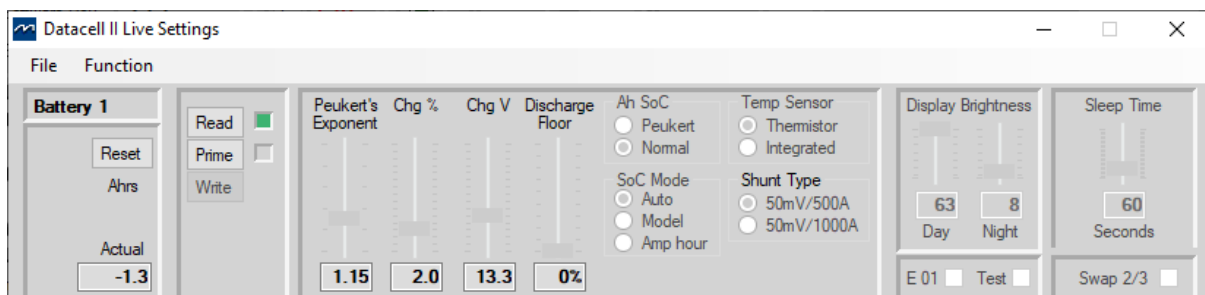 Datacell II Live Settings
File Function
Battery 1
Reset
Ahrs
Actual
-1.3
Read
Prime
Write
Peukert's Exponent
1.15
Chg %
2.0
Chg V
13.3
Discharge Floor
0%
Ah SoC
Peukert
Normal
SoC Mode
Auto
Model
Amp hour
Temp Sensor
Thermistor
Integrated
Shunt Type
50mV/500A
50mV/1000A
Display Brightness
63 8
Day Night
E 01 Test
Sleep Time
60
Seconds
Swap 2/3